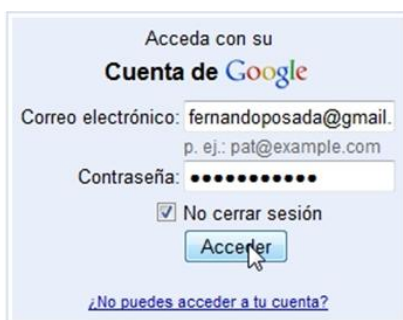 Acceda con su
Cuenta de Google
Correo electrónico: fernandoposada@gmail.
p. ej.: pat@example.com
Contraseña: •••••••••••
No cerrar sesión
Acceder
¿No puedes acceder a tu cuenta?